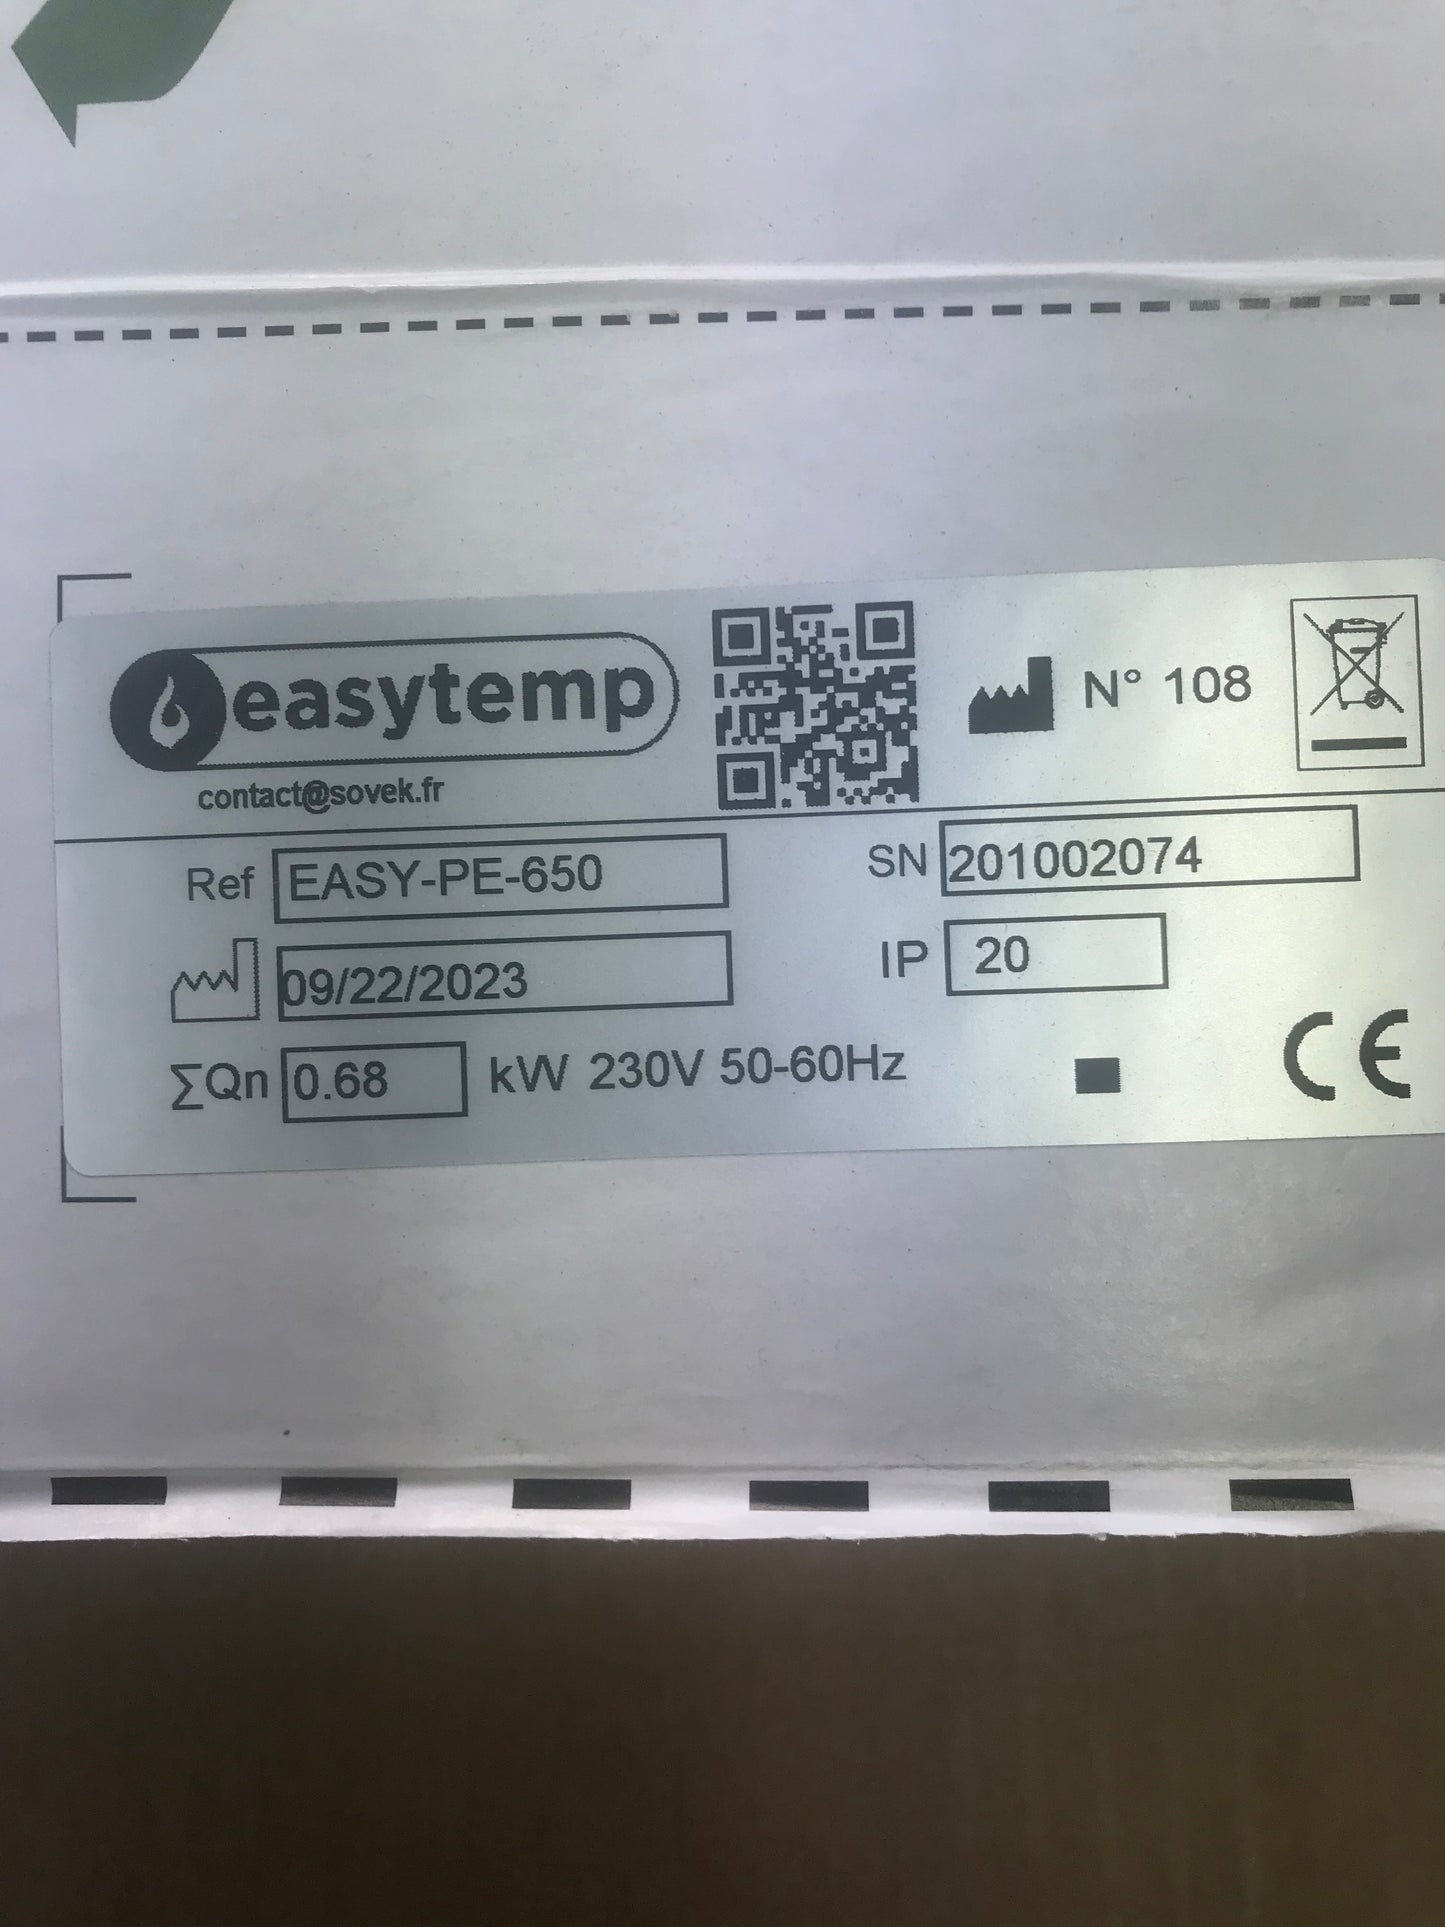 easytemp
contact@sovek.fr
N° 108
Ref EASY-PE-650
SN 201002074
09/22/2023
IP 20
∑Qn 0.68 kW 230V 50-60Hz
CE